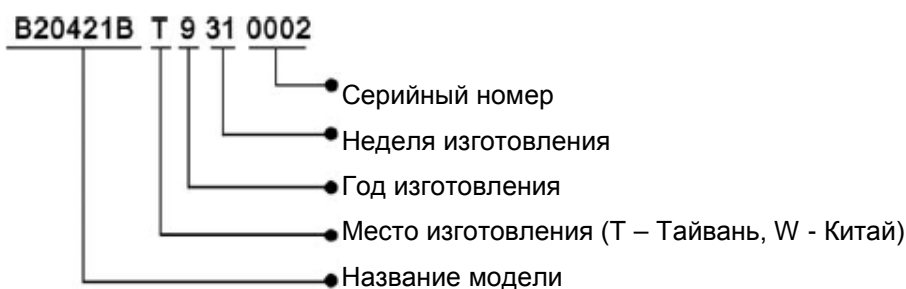 B20421B T 9 31 0002
Серийный номер
Неделя изготовления
Год изготовления
Место изготовления (T – Тайвань, W - Китай)
Название модели